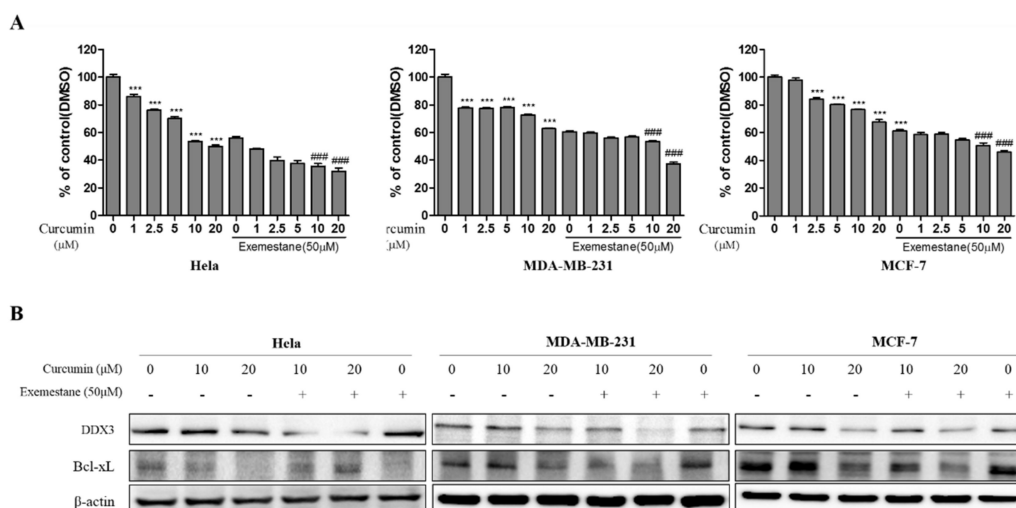 A
% of control(DMSO)
120
100
80
60
40
20
0
*** *** *** *** *** ### ###
Curcumin 0 1 2.5 5 10 20 0 1 2.5 5 10 20
(μM) Exemestane(50μM)
Hela
% of control(DMSO)
120
100
80
60
40
20
0
*** *** *** *** *** ### ###
urcumin 0 1 2.5 5 10 20 0 1 2.5 5 10 20
(μM) Exemestane(50μM)
MDA-MB-231
% of control(DMSO)
120
100
80
60
40
20
0
*** *** *** *** *** ### ###
Curcumin 0 1 2.5 5 10 20 0 1 2.5 5 10 20
(μM) Exemestane(50μM)
MCF-7
B
Hela MDA-MB-231 MCF-7
Curcumin (μM) 0 10 20 10 20 0 0 10 20 10 20 0 0 10 20 10 20 0
Exemestane (50μM) - - - + + + - - - + + + - - - + + +
DDX3
Bcl-xL
β-actin